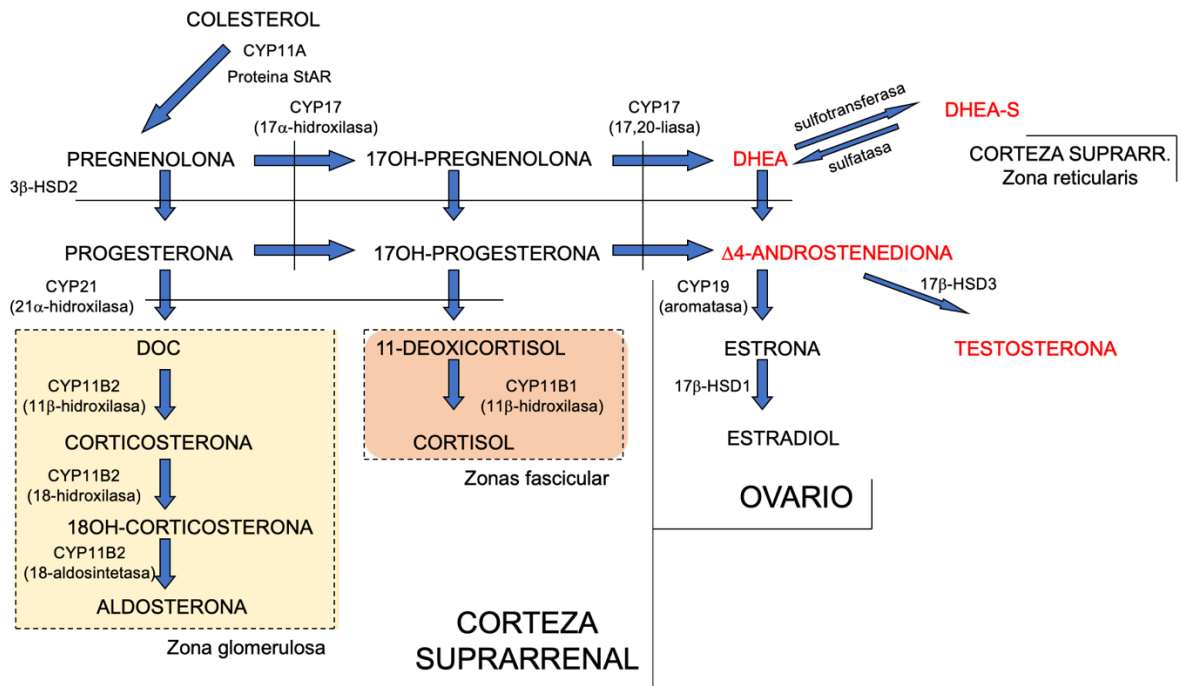 COLESTEROL
CYP11A
Proteina StAR
CYP17
(17α-hidroxilasa)
CYP17
(17,20-liasa)
sulfotransferasa
sulfatasa
DHEA-S
PREGNENOLONA
17OH-PREGNENOLONA
DHEA
CORTEZA SUPRARR.
Zona reticularis
3β-HSD2
PROGESTERONA
17OH-PROGESTERONA
Δ4-ANDROSTENEDIONA
CYP21
(21α-hidroxilasa)
CYP19
(aromatasa)
17β-HSD3
DOC
11-DEOXICORTISOL
ESTRONA
TESTOSTERONA
CYP11B2
(11β-hidroxilasa)
CYP11B1
(11β-hidroxilasa)
17β-HSD1
CORTICOSTERONA
CORTISOL
ESTRADIOL
CYP11B2
(18-hidroxilasa)
Zonas fascicular
OVARIO
18OH-CORTICOSTERONA
CYP11B2
(18-aldosintetasa)
ALDOSTERONA
Zona glomerulosa
CORTEZA
SUPRARRENAL